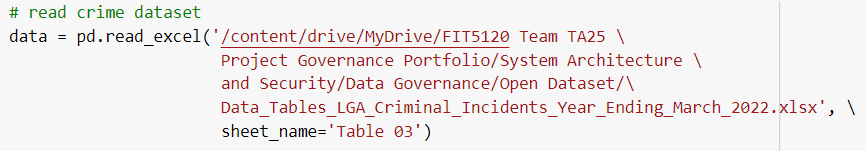 # read crime dataset
data = pd.read_excel('/content/drive/MyDrive/FIT5120 Team TA25 \
Project Governance Portfolio/System Architecture \
and Security/Data Governance/Open Dataset/\
Data_Tables_LGA_Criminal_Incidents_Year_Ending_March_2022.xlsx', \
sheet_name='Table 03')